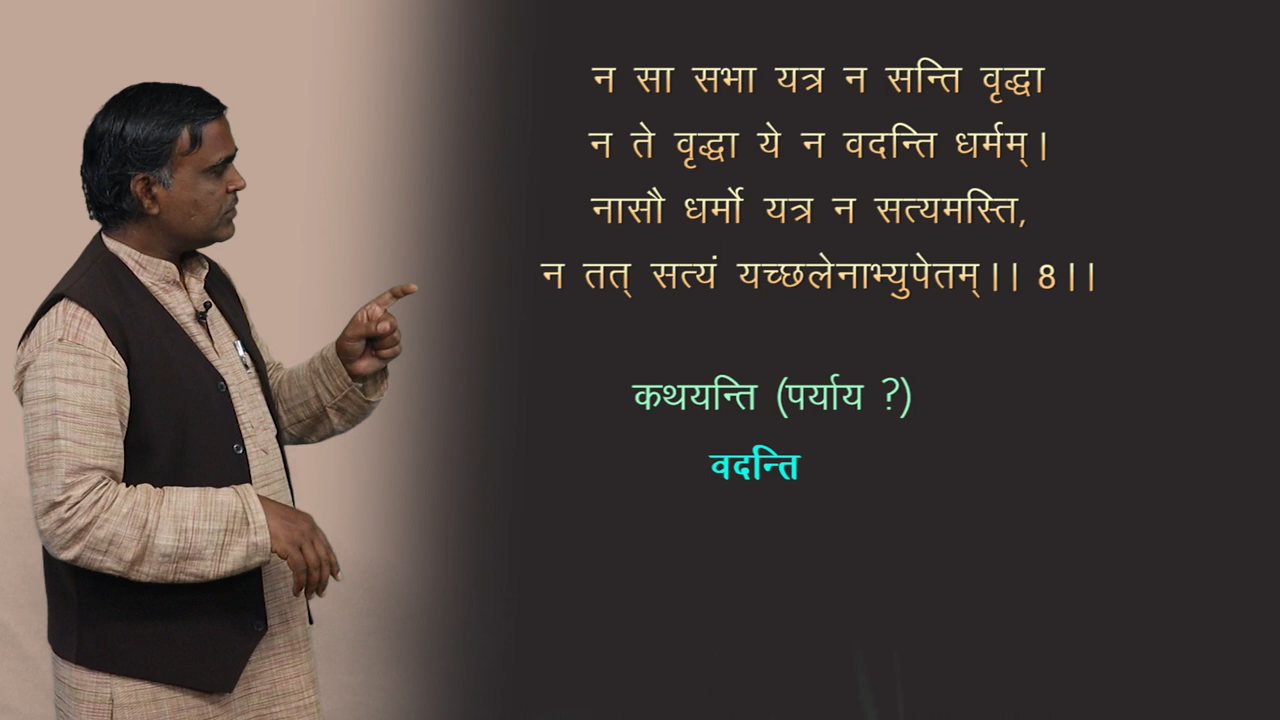 न सा सभा यत्र न सन्ति वृद्धा
न ते वृद्धा ये न वदन्ति धर्मम्।
नासौ धर्मो यत्र न सत्यमस्ति,
न तत् सत्यं यच्छलेनाभ्युपेतम्।। 8।।
कथयन्ति (पर्याय ?)
वदन्ति